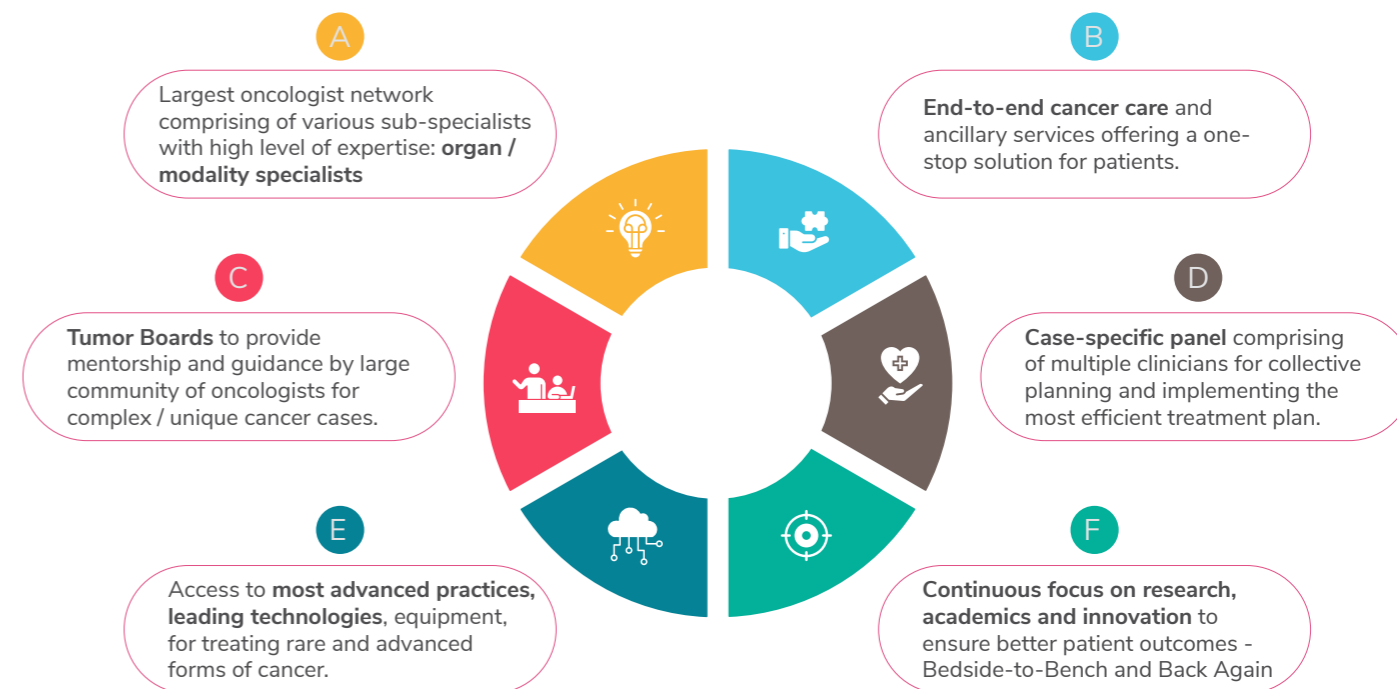 A
Largest oncologist network
comprising of various sub-specialists
with high level of expertise: organ /
modality specialists
B
End-to-end cancer care and
ancillary services offering a one-
stop solution for patients.
C
Tumor Boards to provide
mentorship and guidance by large
community of oncologists for
complex / unique cancer cases.
D
Case-specific panel comprising
of multiple clinicians for collective
planning and implementing the
most efficient treatment plan.
E
Access to most advanced practices,
leading technologies, equipment,
for treating rare and advanced
forms of cancer.
F
Continuous focus on research,
academics and innovation to
ensure better patient outcomes -
Bedside-to-Bench and Back Again